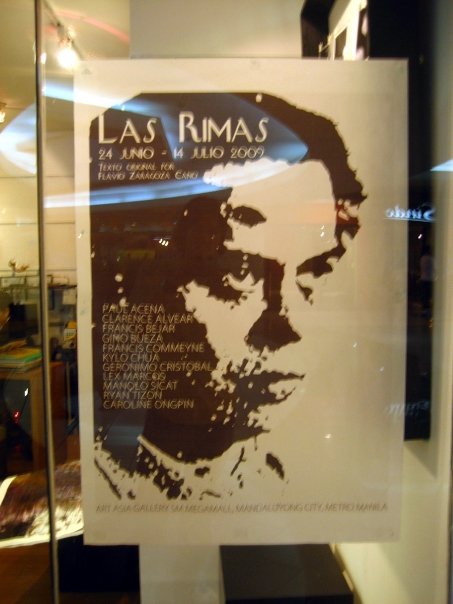 LAS RIMAS
24 JUNIO - 14 JULIO 2009
TEXTO ORIGINAL POR
FLAVIO ZARAGOZA CANO
PAUL ACENA
CLARENCE ALVEAR
FRANCIS BEJAR
GINO BUEZA
FRANCIS COMMEYNE
KYLO CHUA
GERONIMO CRISTOBAL
LEX MARCOS
MANOLO SICAT
RYAN TIZON
CAROLINE ONGPIN
ART ASIA GALLERY SM MEGAMALL, MANDALUYONG CITY, METRO MANILA